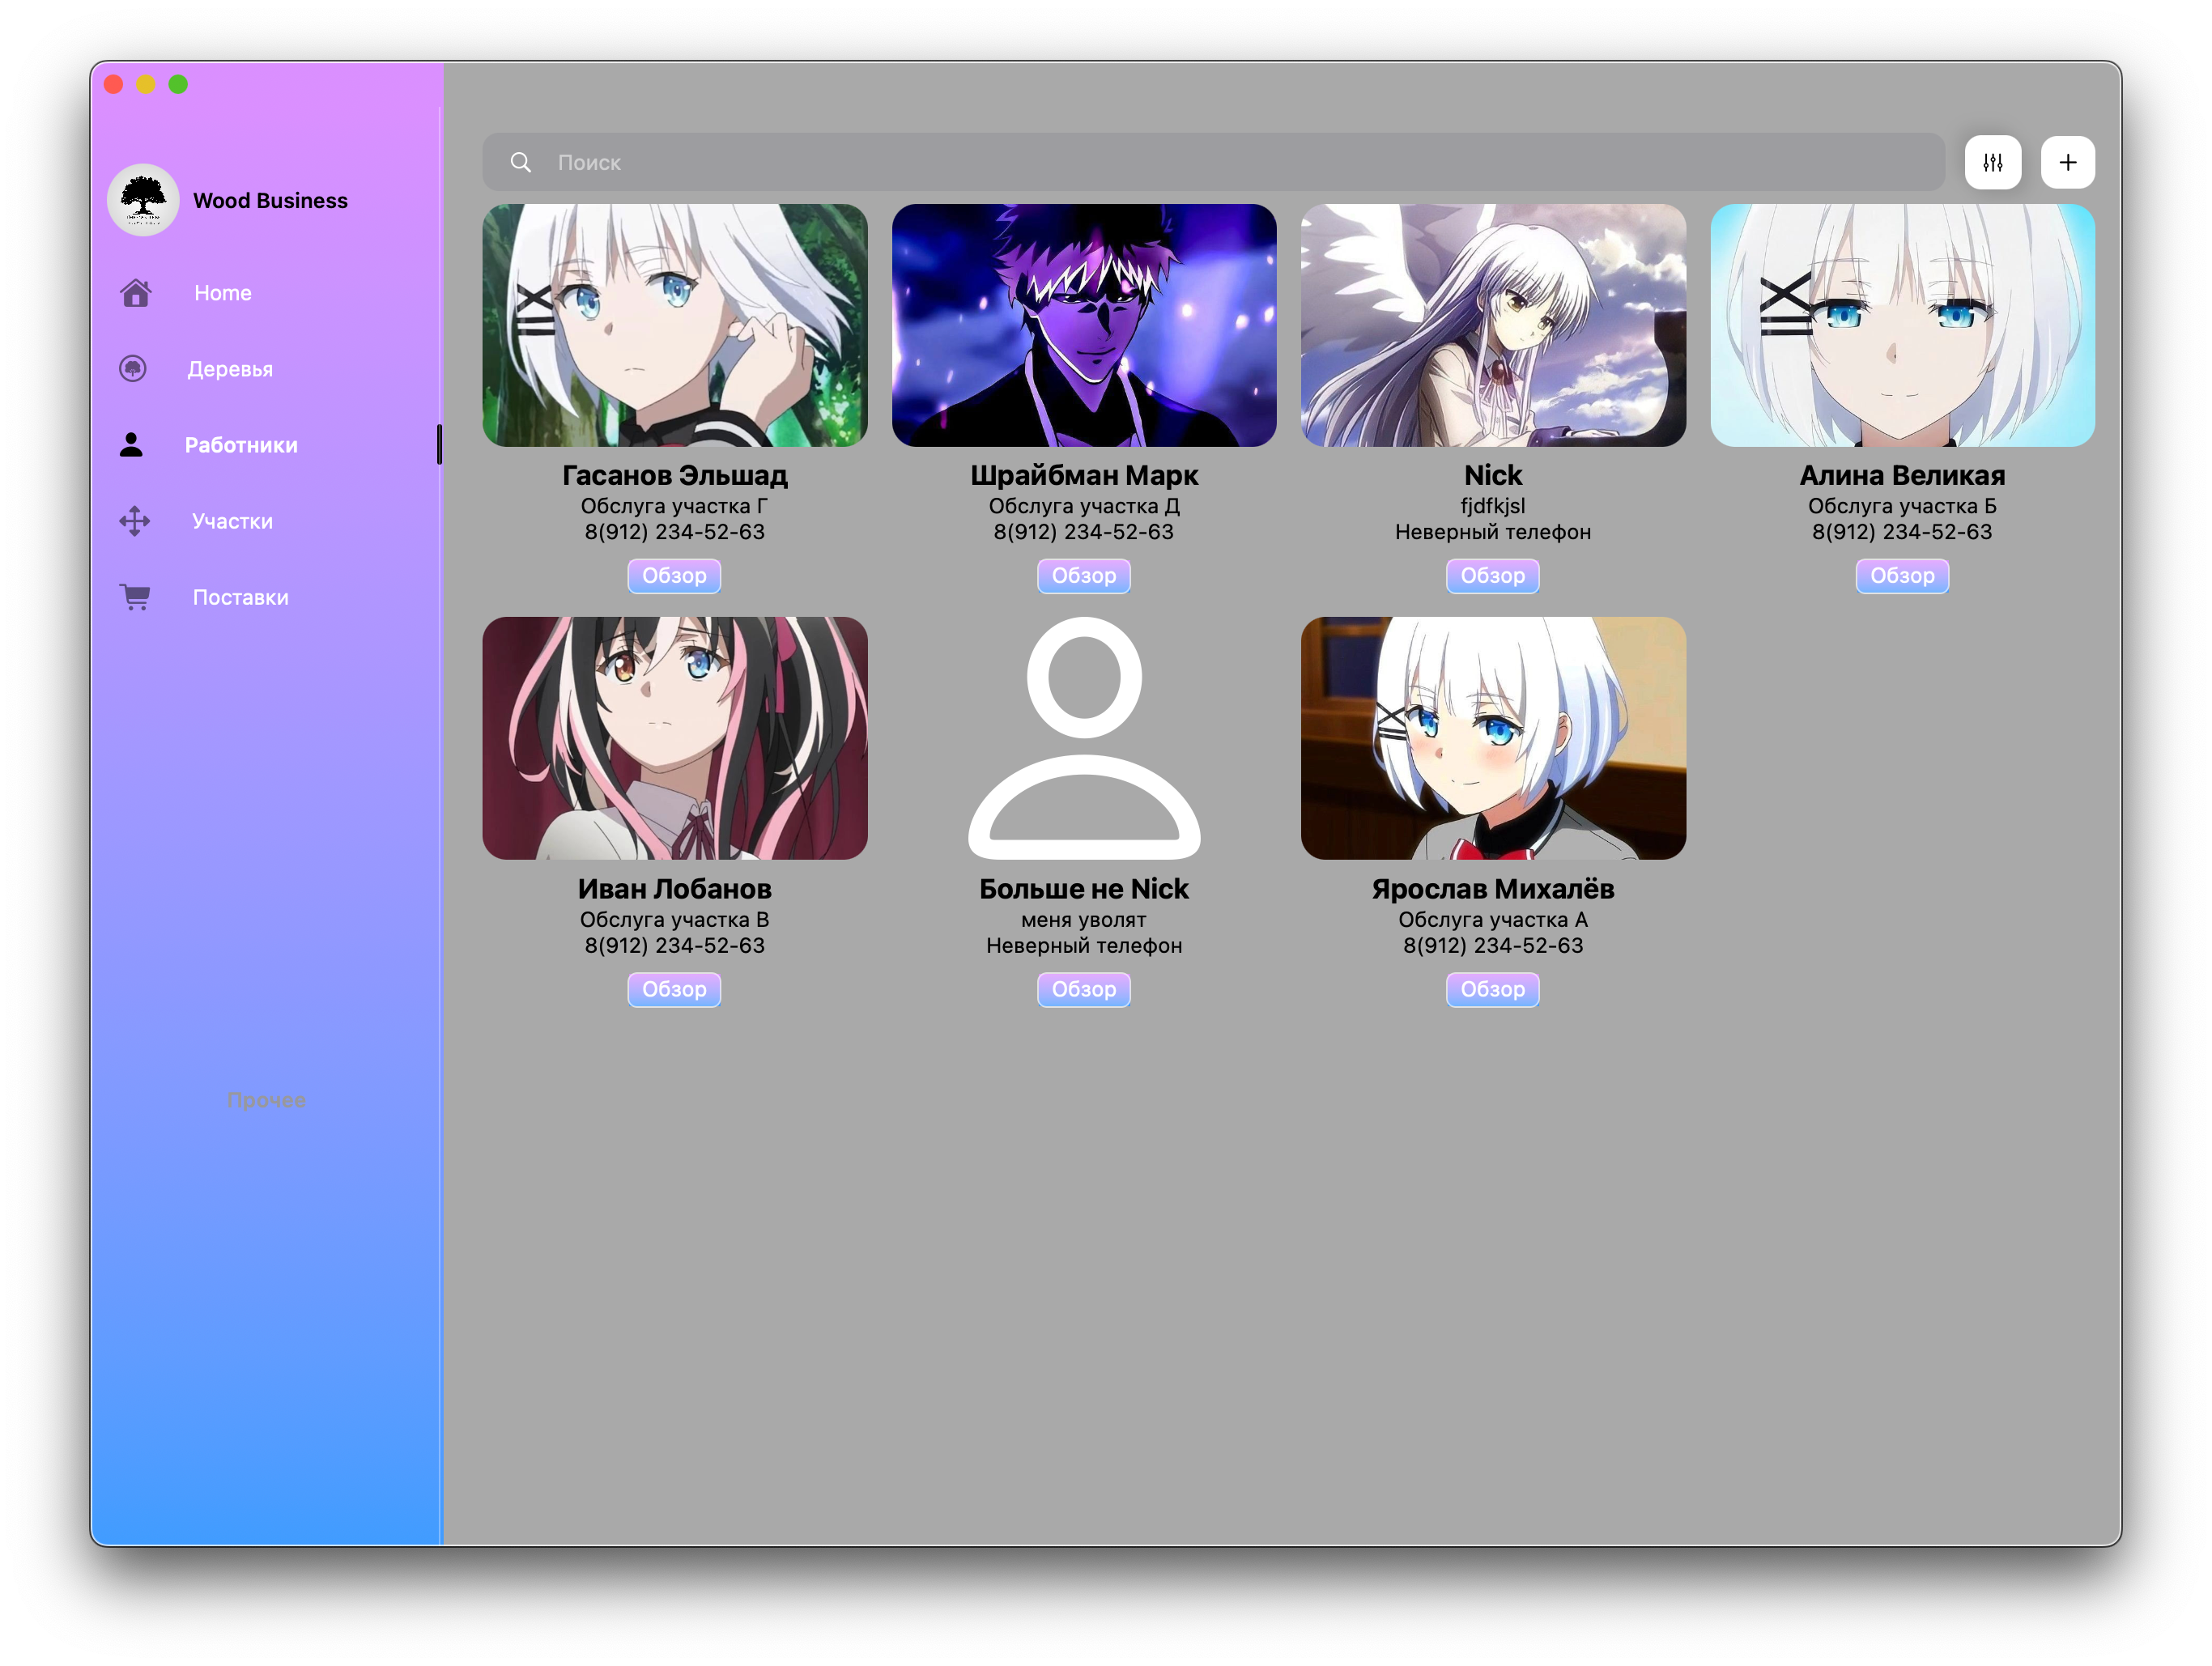 Wood Business
Home
Деревья
Работники
Участки
Поставки
Прочее
Поиск
Гасанов Эльшад
Обслуга участка Г
8(912) 234-52-63
Обзор
Шрайбман Марк
Обслуга участка Д
8(912) 234-52-63
Обзор
Nick
fjdfkjsl
Неверный телефон
Обзор
Алина Великая
Обслуга участка Б
8(912) 234-52-63
Обзор
Иван Лобанов
Обслуга участка В
8(912) 234-52-63
Обзор
Больше не Nick
меня уволят
Неверный телефон
Обзор
Ярослав Михалёв
Обслуга участка А
8(912) 234-52-63
Обзор